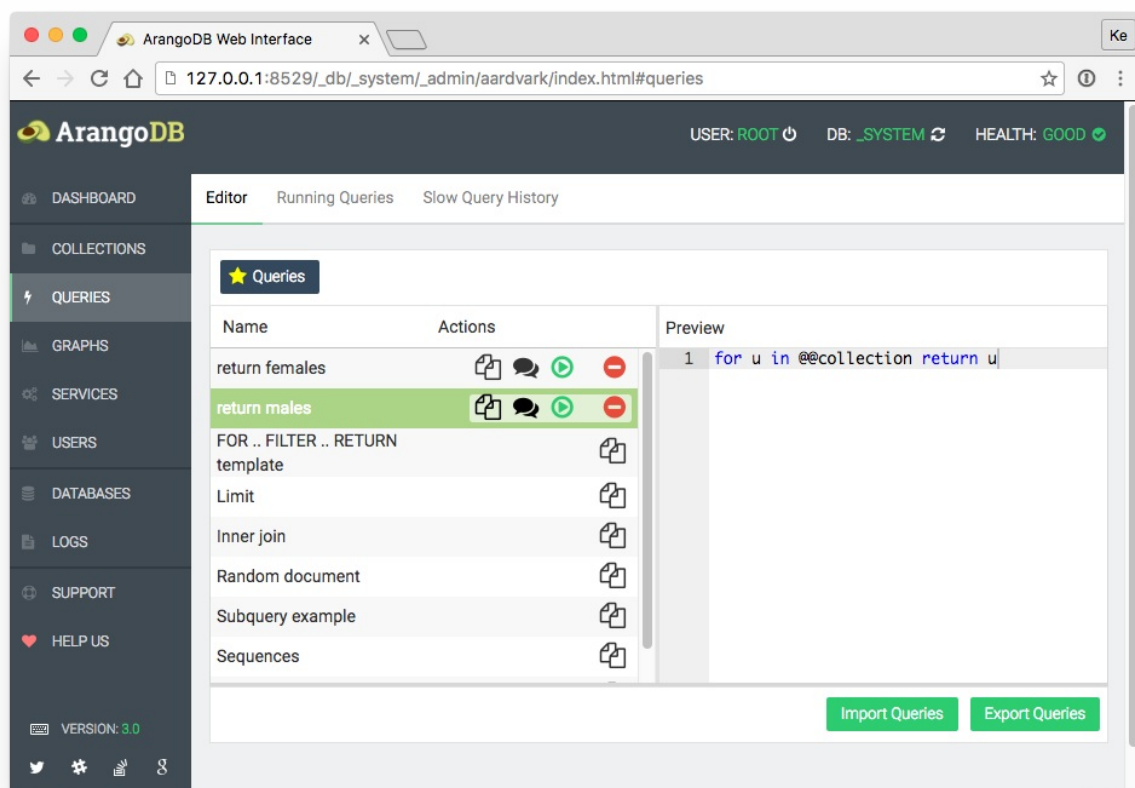 ArangoDB Web Interface
Ke
127.0.0.1:8529/_db/_system/_admin/aardvark/index.html#queries
ArangoDB
USER: ROOT DB: _SYSTEM HEALTH: GOOD
DASHBOARD
COLLECTIONS
QUERIES
GRAPHS
SERVICES
USERS
DATABASES
LOGS
SUPPORT
HELP US
VERSION: 3.0
Editor Running Queries Slow Query History
Queries
Name Actions
return females
return males
FOR .. FILTER .. RETURN
template
Limit
Inner join
Random document
Subquery example
Sequences
Preview
1 for u in @@collection return u
Import Queries Export Queries